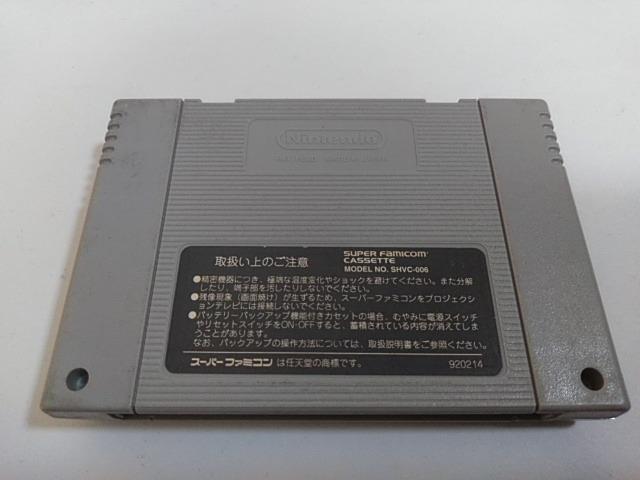 Nintendo
MADE IN JAPAN
取扱い上のご注意
SUPER FAMICOM
CASSETTE
MODEL NO. SHVC-006
●精密機器につき、極端な温度変化やショックを避けてください。また分解
したり、端子部を汚したりしないでください。
●残像現象（画面焼け）が生ずるため、スーパーファミコンをプロジェクシ
ョンテレビには接続しないでください。
●バッテリーバックアップ機能付きカセットの場合、むやみに電源スイッチ
やリセットスイッチをON·OFFすると、蓄積されている内容が消えてしま
うことがあります。
なお、バックアップの操作方法については、取扱説明書をご参照ください。
スーパーファミコン は任天堂の商標です。
920214